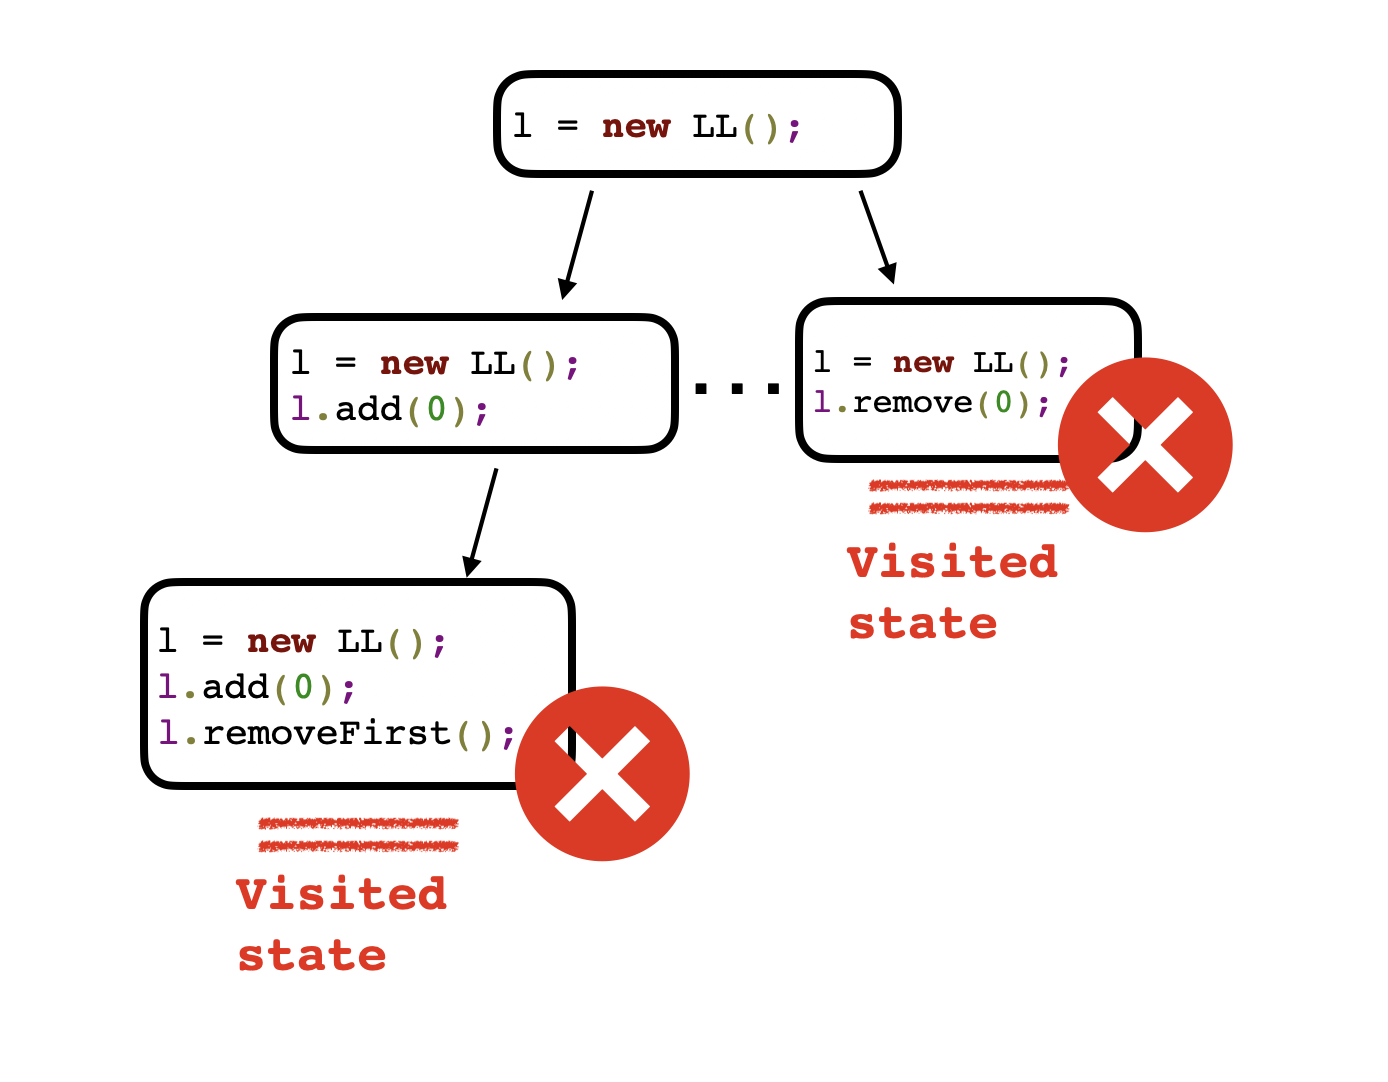 l = new LL();
l = new LL();
l.add(0);
...
l = new LL();
l.remove(0);
Visited
state
l = new LL();
l.add(0);
l.removeFirst();
Visited
state